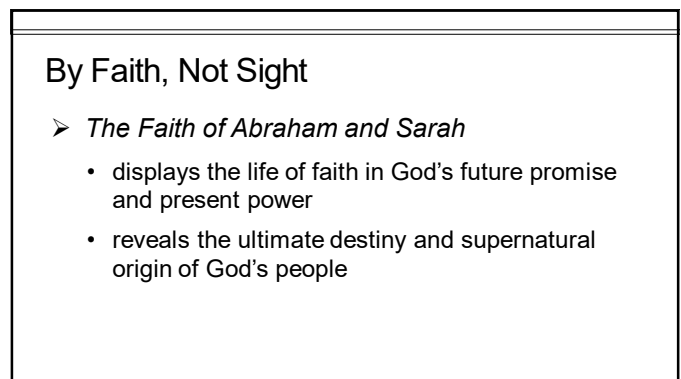 By Faith, Not Sight
➢ The Faith of Abraham and Sarah
• displays the life of faith in God’s future promise
and present power
• reveals the ultimate destiny and supernatural
origin of God’s people